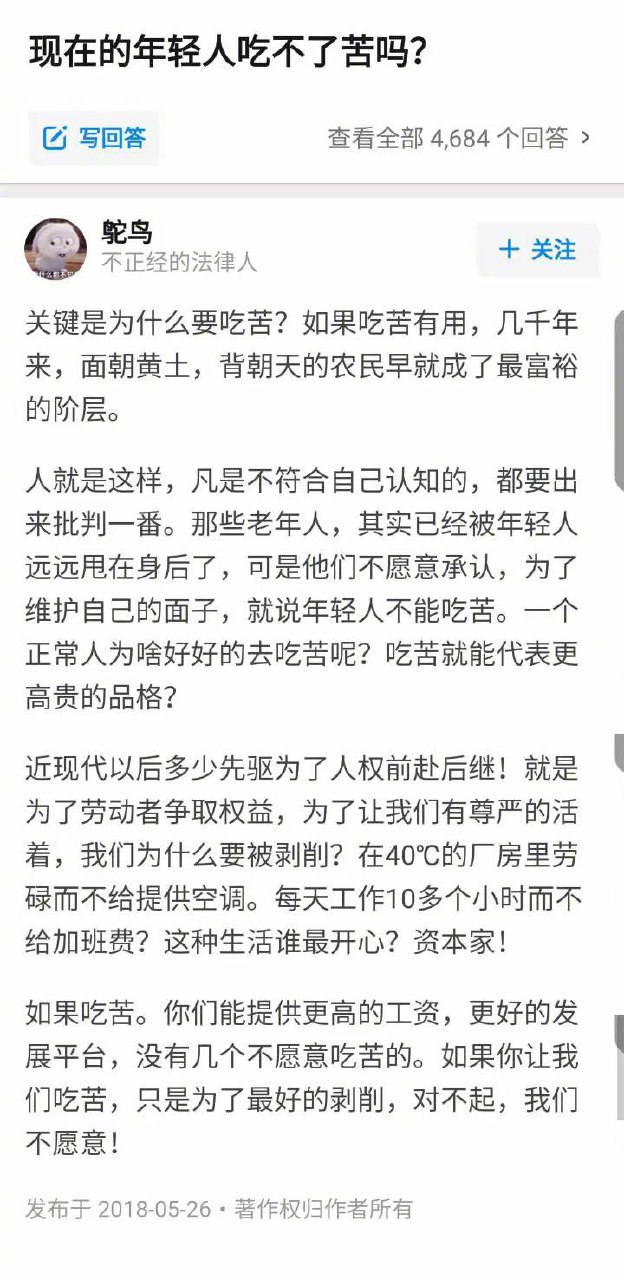 现在的年轻人吃不了苦吗？
写回答
查看全部 4,684 个回答 >
鸵鸟
不正经的法律人
+ 关注
关键是为什么要吃苦？如果吃苦有用，几千年
来，面朝黄土，背朝天的农民早就成了最富裕
的阶层。
人就是这样，凡是不符合自己认知的，都要出
来批判一番。那些老年人，其实已经被年轻人
远远甩在身后了，可是他们不愿意承认，为了
维护自己的面子，就说年轻人不能吃苦。一个
正常人为啥好好的去吃苦呢？吃苦就能代表更
高贵的品格？
近现代以后多少先驱为了人权前赴后继！就是
为了劳动者争取权益，为了让我们有尊严的活
着，我们为什么要被剥削？在40℃的厂房里劳
碌而不给提供空调。每天工作10多个小时而不
给加班费？这种生活谁最开心？资本家！
如果吃苦。你们能提供更高的工资，更好的发
展平台，没有几个不愿意吃苦的。如果你让我
们吃苦，只是为了最好的剥削，对不起，我们
不愿意！
发布于 2018-05-26・著作权归作者所有